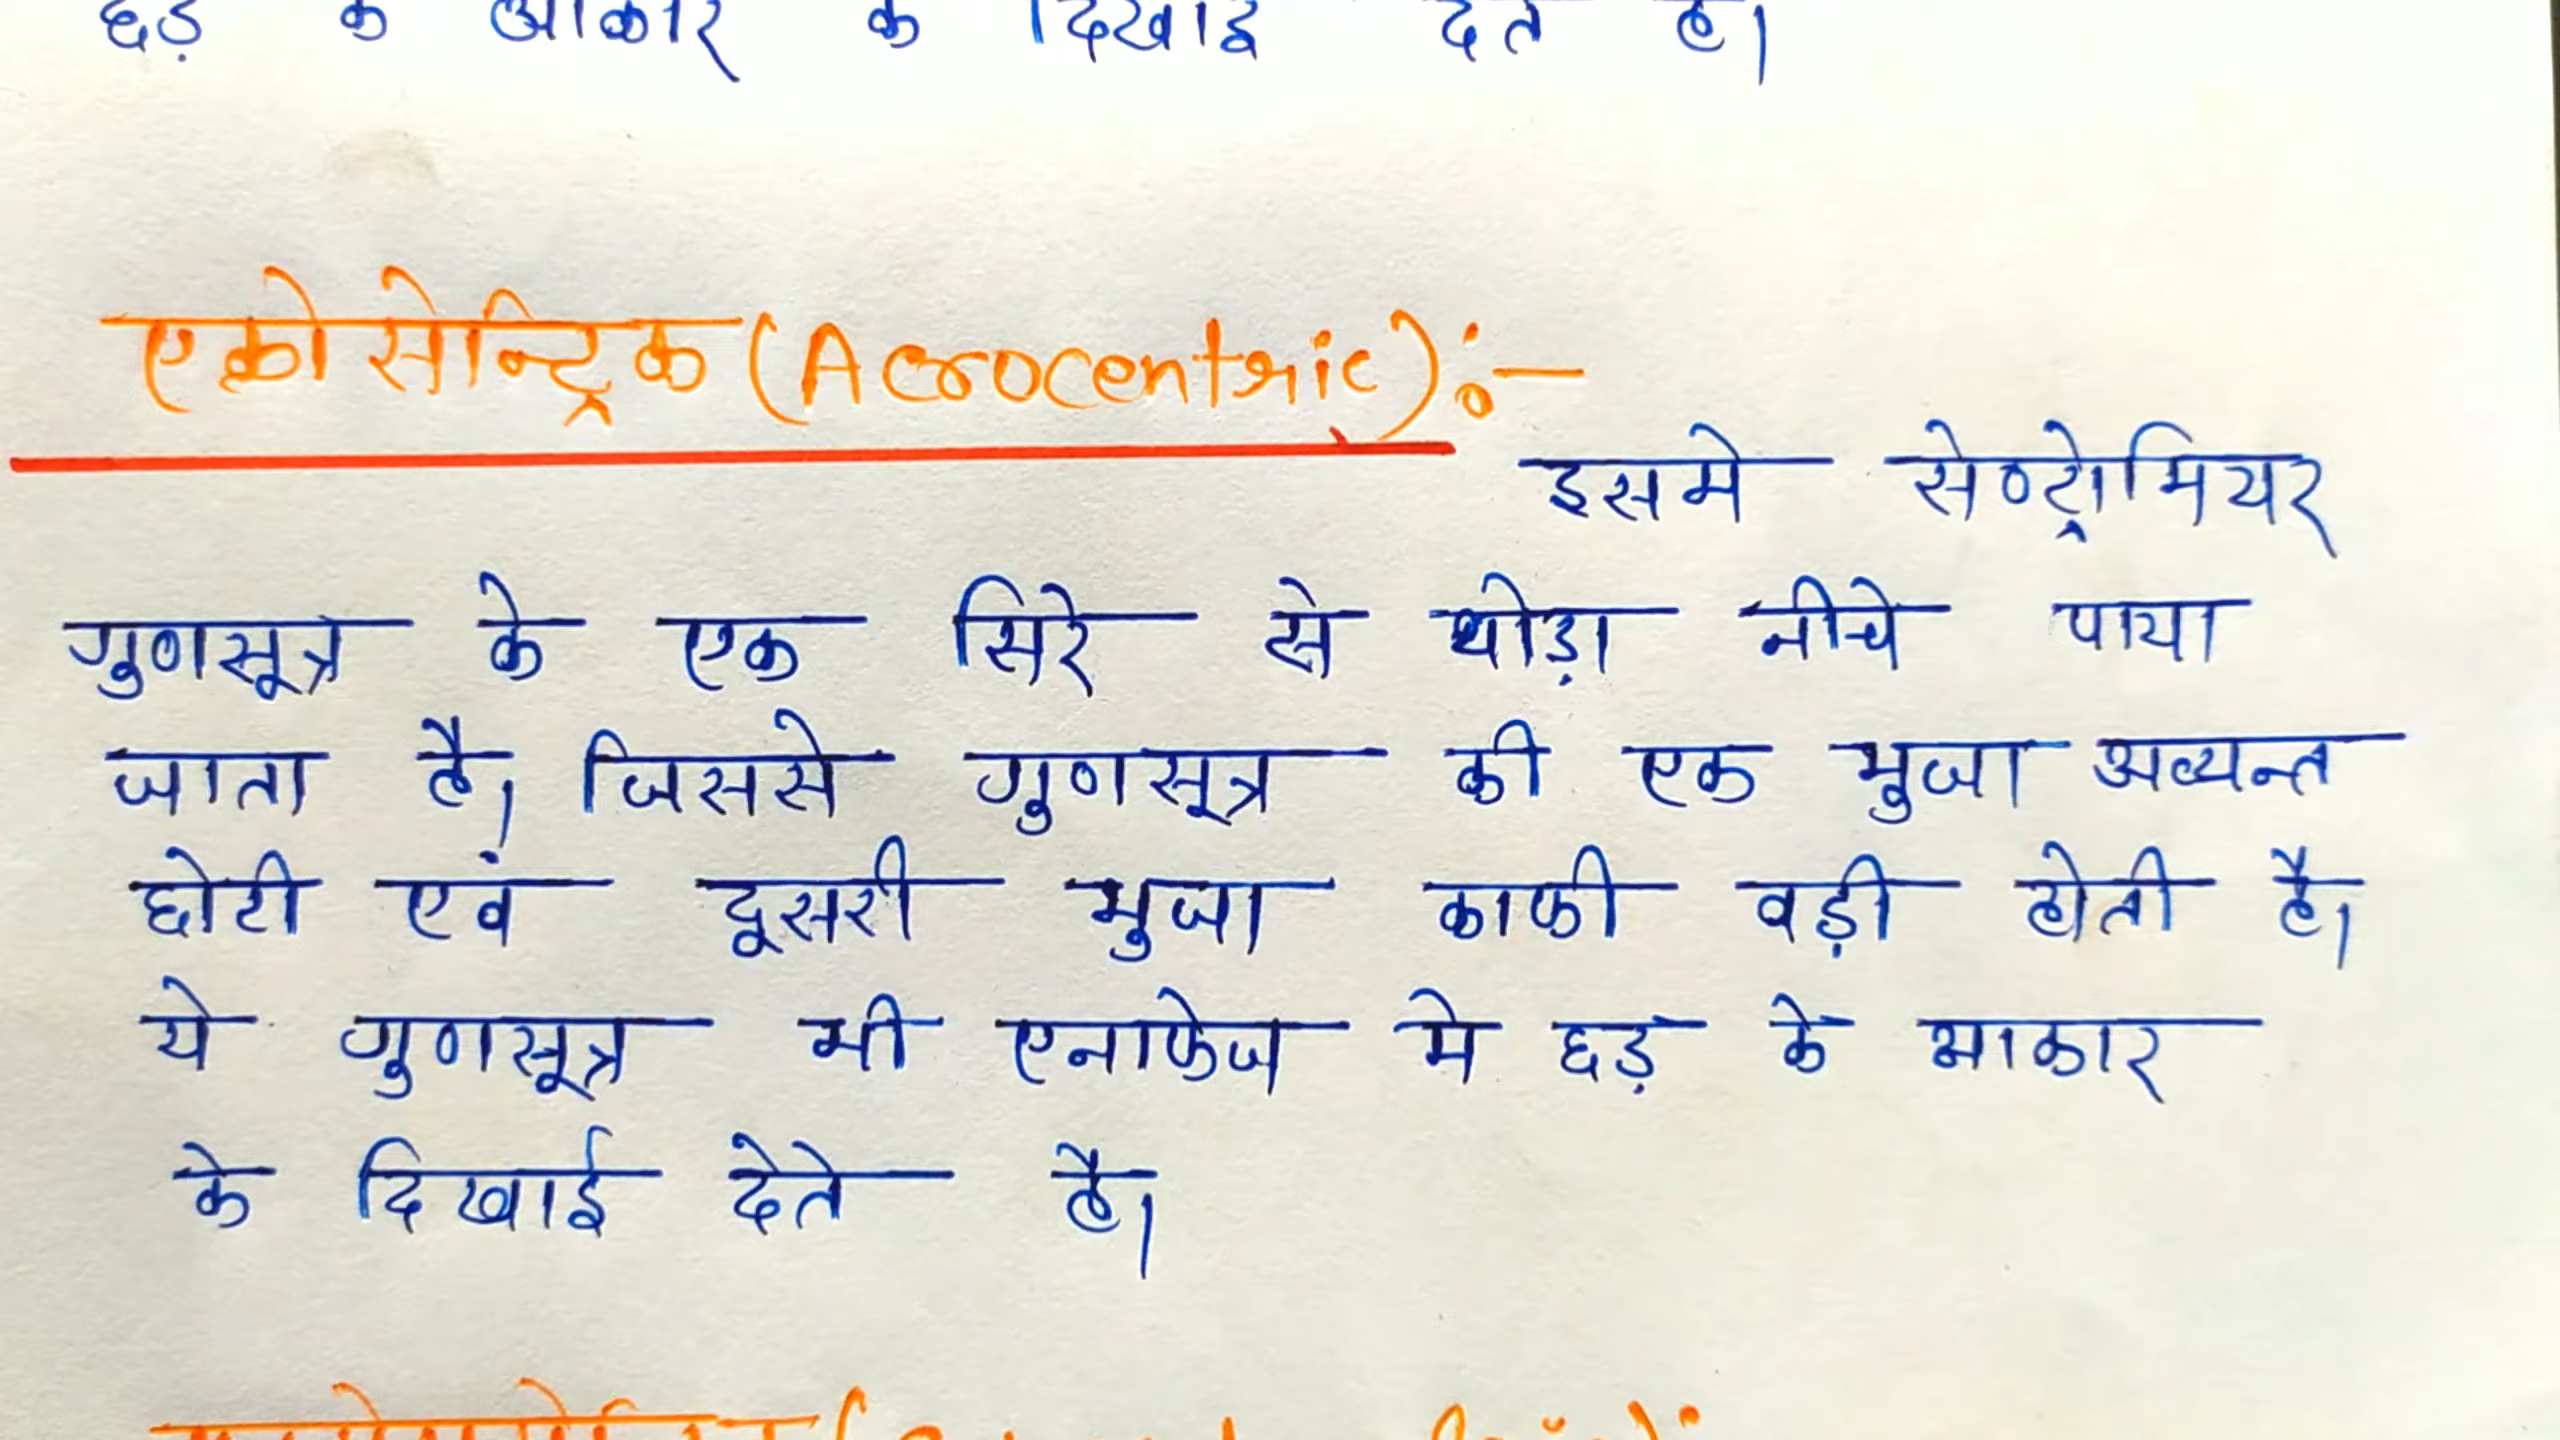 छड़ के आकार के दिखाई देते है।
एक्रोसेन्ट्रिक (Acrocentric):-
इसमे सेण्ट्रोमियर
गुणसूत्र के एक सिरे से थोड़ा नीचे पाया
जाता है। जिससे गुणसूत्र की एक भुजा अत्यन्त
छोटी एवं दूसरी भुजा काफी वड़ी होती है।
ये गुणसूत्र भी एनाफेज मे छड़ के आकार
के दिखाई देते है।